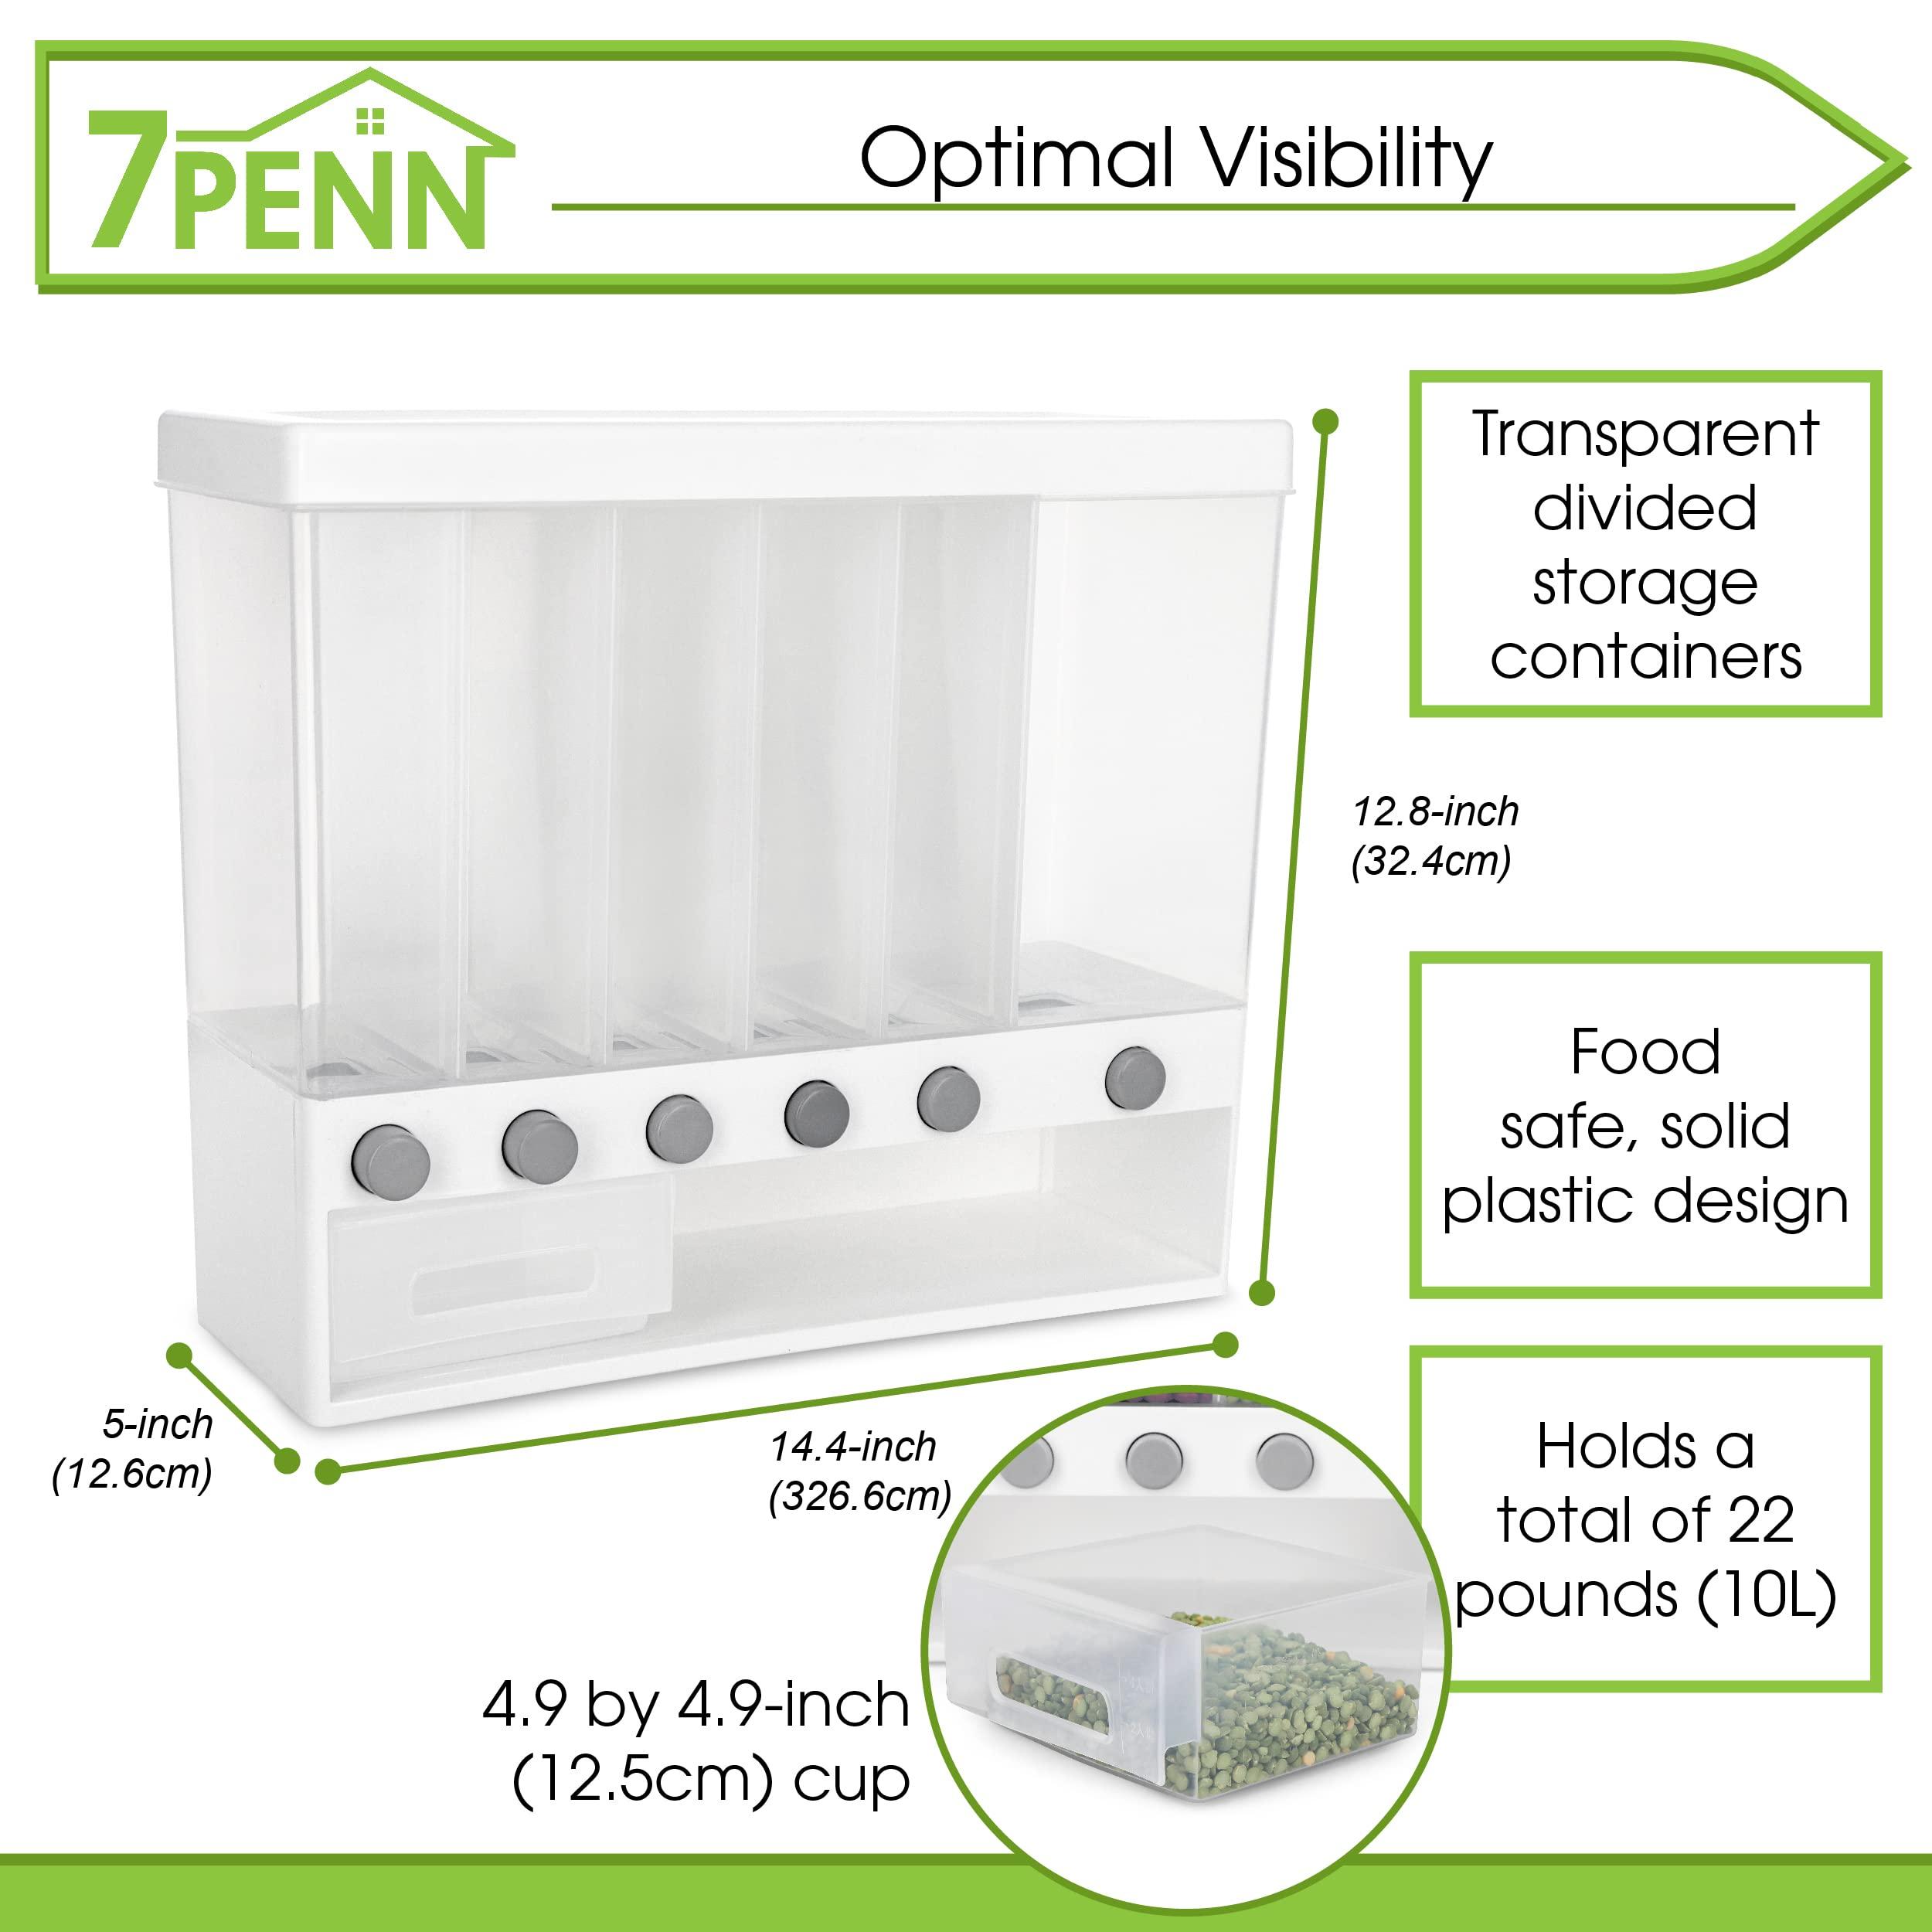 7PENN
Optimal Visibility
Transparent
divided
storage
containers
12.8-inch
(32.4cm)
Food
safe, solid
plastic design
5-inch
(12.6cm)
14.4-inch
(326.6cm)
Holds a
total of 22
pounds (10L)
4.9 by 4.9-inch
(12.5cm) cup